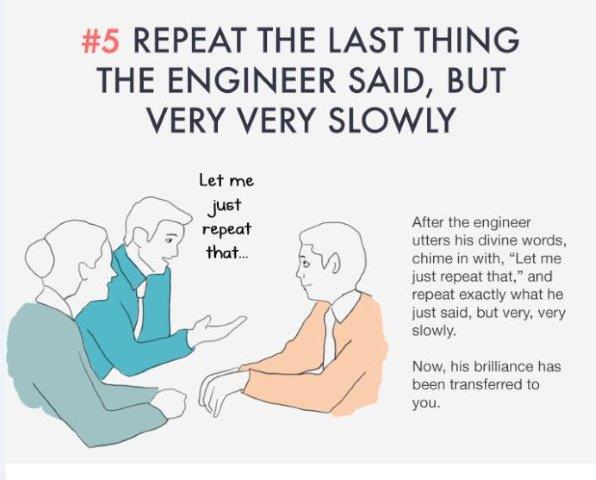 #5 REPEAT THE LAST THING
THE ENGINEER SAID, BUT
VERY VERY SLOWLY
Let me
just
repeat
that...
After the engineer
utters his divine words,
chime in with, “Let me
just repeat that,” and
repeat exactly what he
just said, but very, very
slowly.
Now, his brilliance has
been transferred to
you.